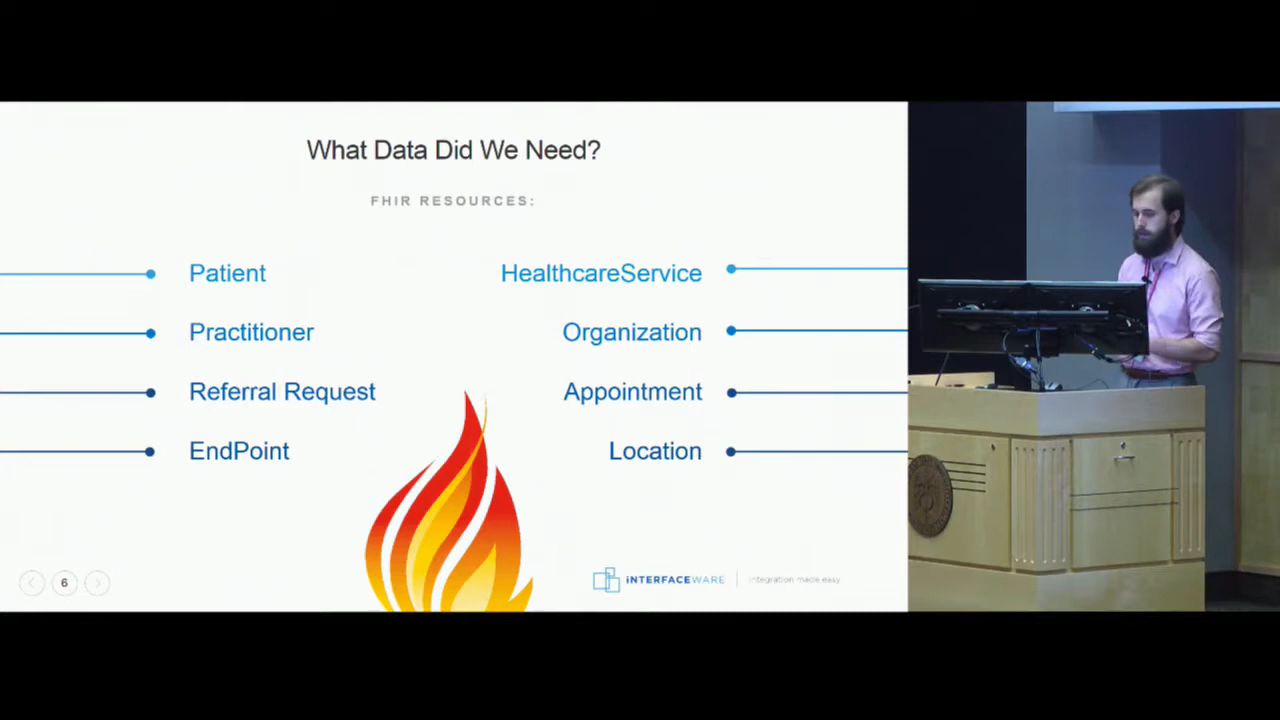 What Data Did We Need?
FHIR RESOURCES:
Patient
Practitioner
Referral Request
EndPoint
HealthcareService
Organization
Appointment
Location
6
iNTERFACEWARE
integration made easy